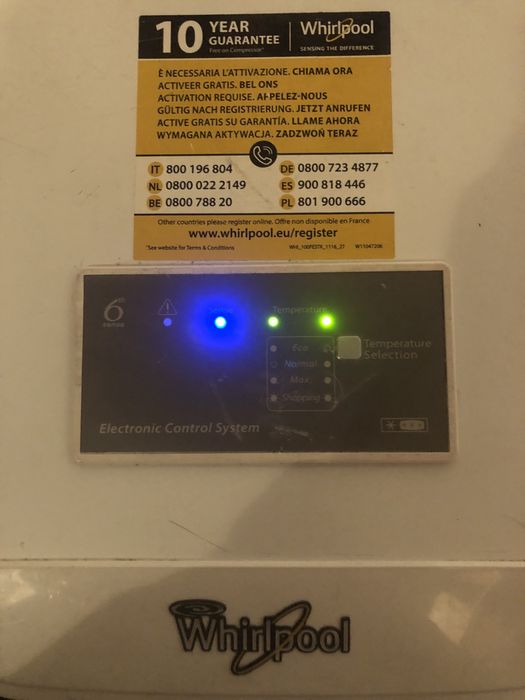 10 YEAR GUARANTEE
Free on Compressor*
Whirlpool
SENSING THE DIFFERENCE
È NECESSARIA L'ATTIVAZIONE. CHIAMA ORA
ACTIVEER GRATIS. BEL ONS
ACTIVATION REQUISE. APPELEZ-NOUS
GÜLTIG NACH REGISTRIERUNG. JETZT ANRUFEN
ACTIVE GRATIS SU GARANTÍA. LLAME AHORA
WYMAGANA AKTYWACJA. ZADZWOŃ TERAZ
IT 800 196 804 DE 0800 723 4877
NL 0800 022 2149 ES 900 818 446
BE 0800 788 20 PL 801 900 666
Other countries please register online. Offre non disponible en France
www.whirlpool.eu/register
*See website for Terms & Conditions WHI_100FESTR_1116_27 W11047206
6th sense
Temperature
Temperature Selection
Eco
Normal
Max
Shopping
Electronic Control System
Whirlpool